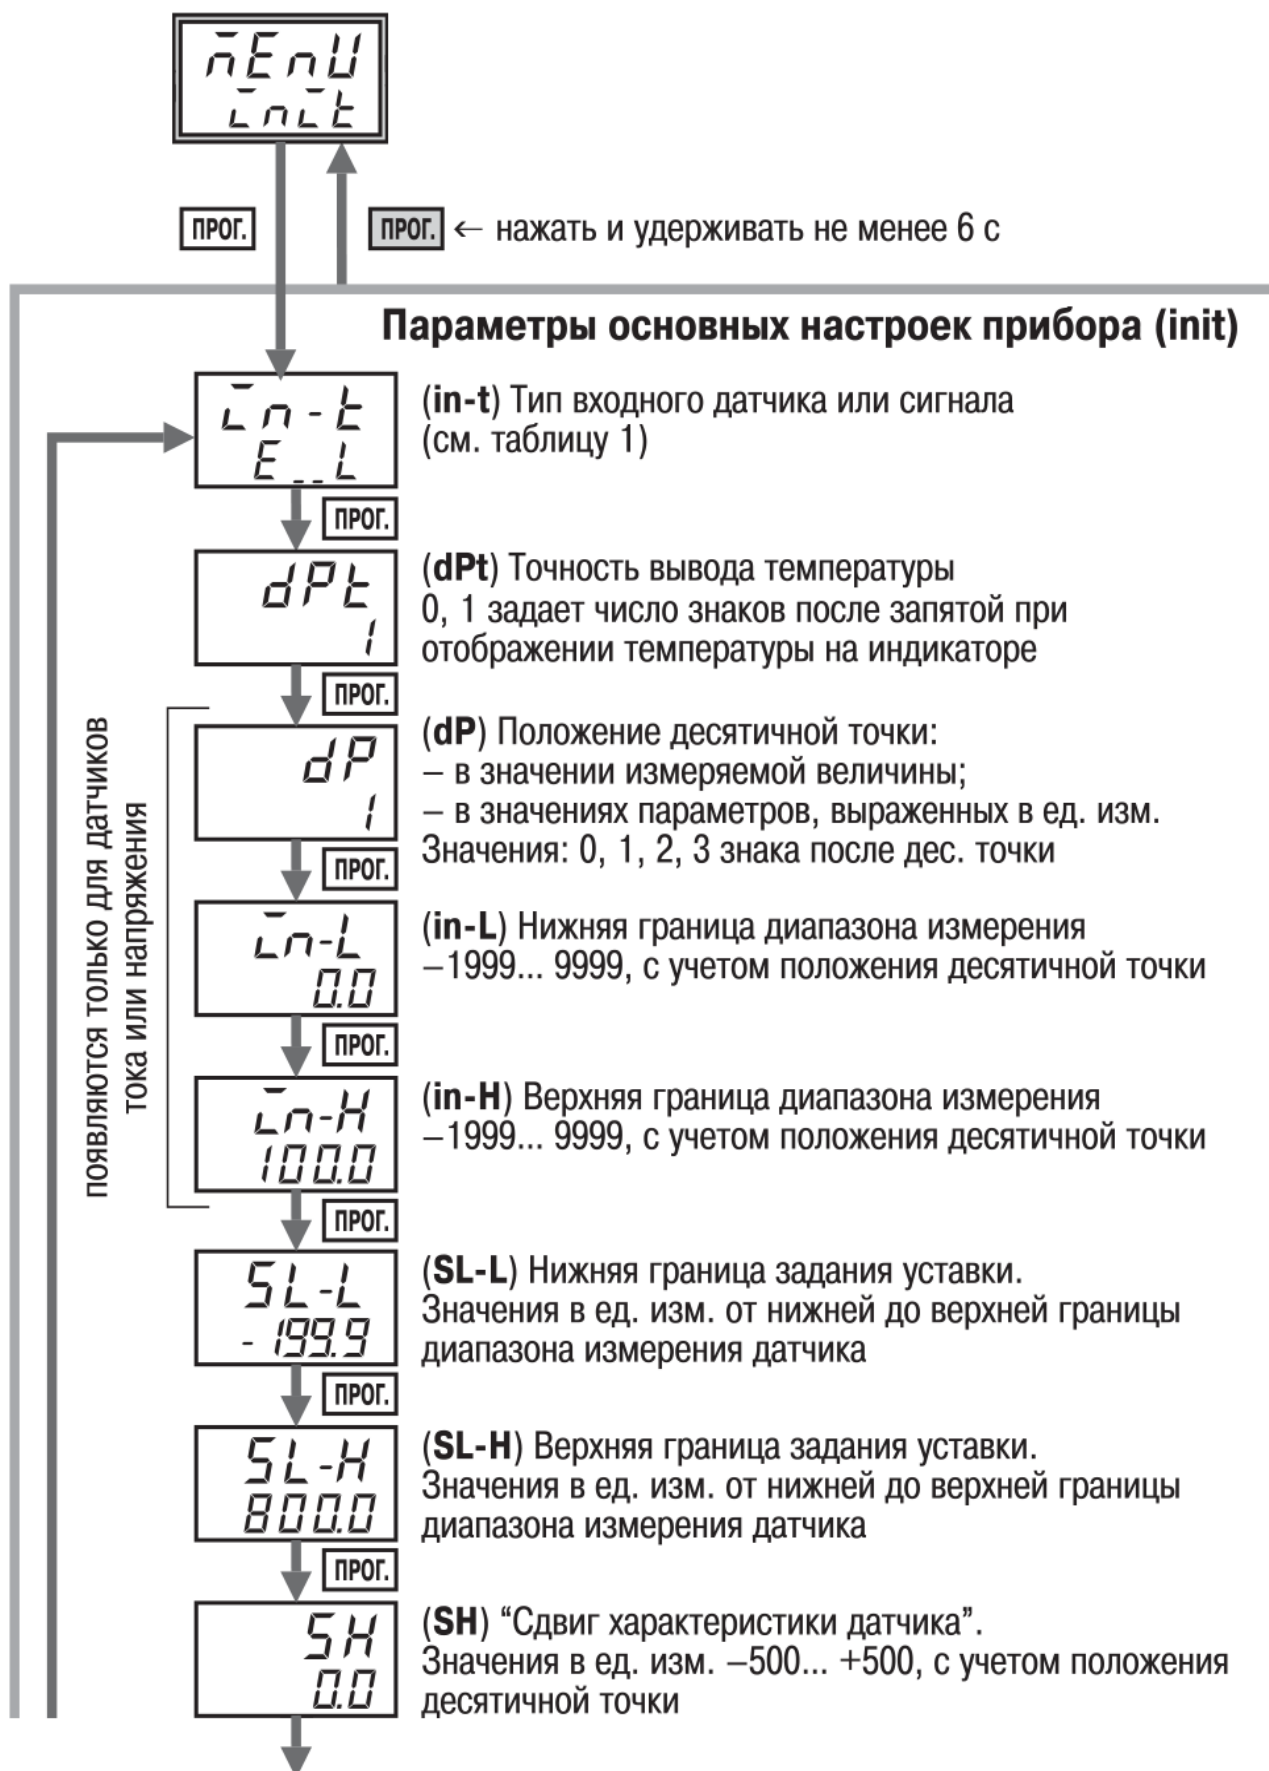 mEnU
init
ПРОГ.
ПРОГ. ← нажать и удерживать не менее 6 с
Параметры основных настроек прибора (init)
in-t
E__L
(in-t) Тип входного датчика или сигнала
(см. таблицу 1)
ПРОГ.
dPt
1
(dPt) Точность вывода температуры
0, 1 задает число знаков после запятой при
отображении температуры на индикаторе
ПРОГ.
появляются только для датчиков
тока или напряжения
dP
1
(dP) Положение десятичной точки:
– в значении измеряемой величины;
– в значениях параметров, выраженных в ед. изм.
Значения: 0, 1, 2, 3 знака после дес. точки
ПРОГ.
in-L
0.0
(in-L) Нижняя граница диапазона измерения
–1999... 9999, с учетом положения десятичной точки
ПРОГ.
in-H
100.0
(in-H) Верхняя граница диапазона измерения
–1999... 9999, с учетом положения десятичной точки
ПРОГ.
SL-L
-199.9
(SL-L) Нижняя граница задания уставки.
Значения в ед. изм. от нижней до верхней границы
диапазона измерения датчика
ПРОГ.
SL-H
800.0
(SL-H) Верхняя граница задания уставки.
Значения в ед. изм. от нижней до верхней границы
диапазона измерения датчика
ПРОГ.
SH
0.0
(SH) “Сдвиг характеристики датчика”.
Значения в ед. изм. –500... +500, с учетом положения
десятичной точки